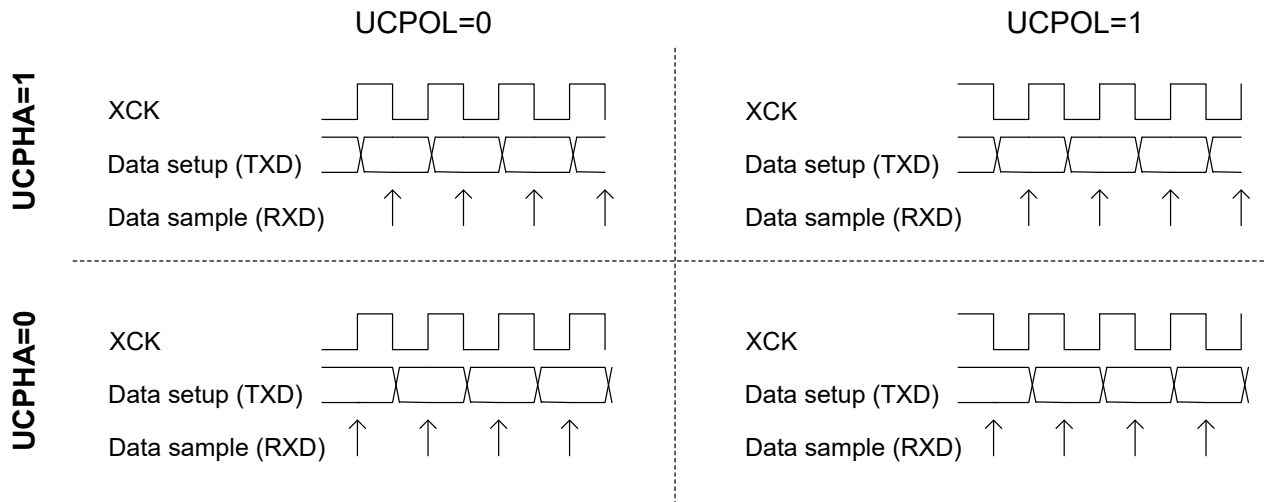 UCPOL=0
UCPOL=1
UCPHA=1
XCK
Data setup (TXD)
Data sample (RXD)
XCK
Data setup (TXD)
Data sample (RXD)
UCPHA=0
XCK
Data setup (TXD)
Data sample (RXD)
XCK
Data setup (TXD)
Data sample (RXD)